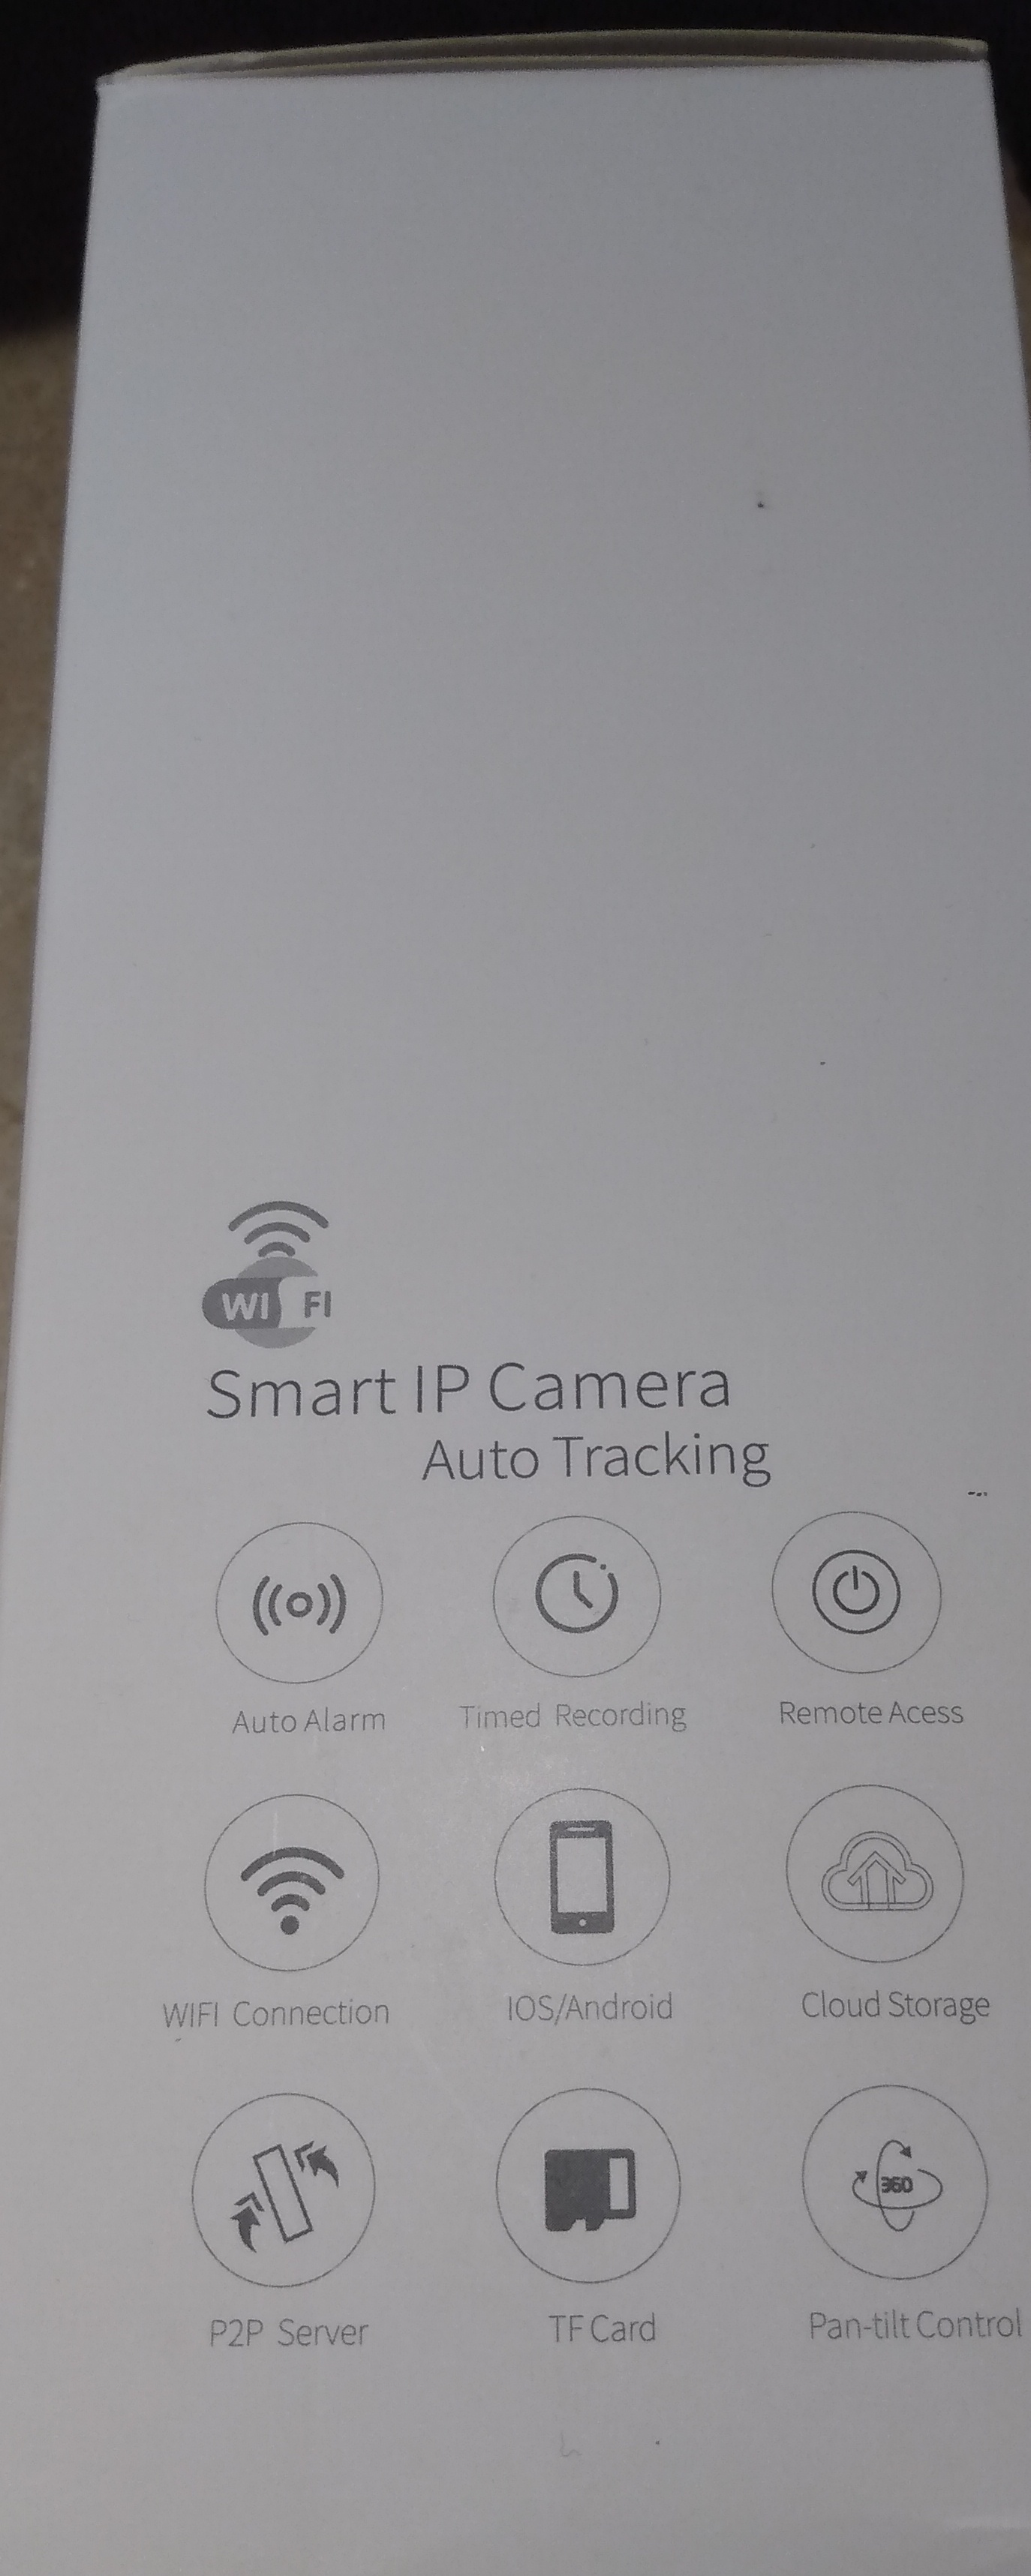 WI FI
Smart IP Camera
Auto Tracking
Auto Alarm
Timed Recording
Remote Acess
WIFI Connection
IOS/Android
Cloud Storage
360
P2P Server
TF Card
Pan-tilt Control